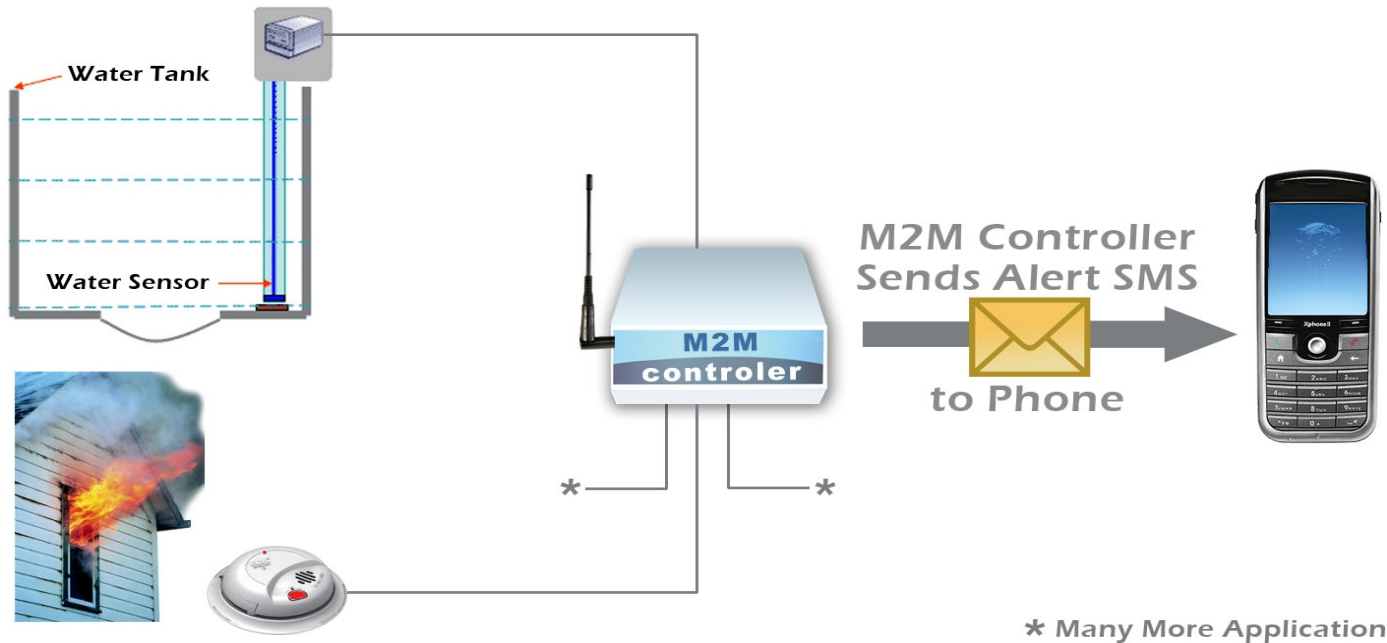 Water Tank
Water Sensor
M2M
controler
M2M Controller
Sends Alert SMS
to Phone
Xphone II
*
*
* Many More Application